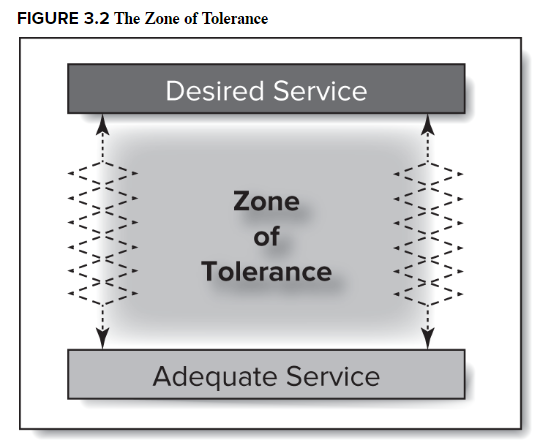 FIGURE 3.2 The Zone of Tolerance
Desired Service
Zone
of
Tolerance
Adequate Service